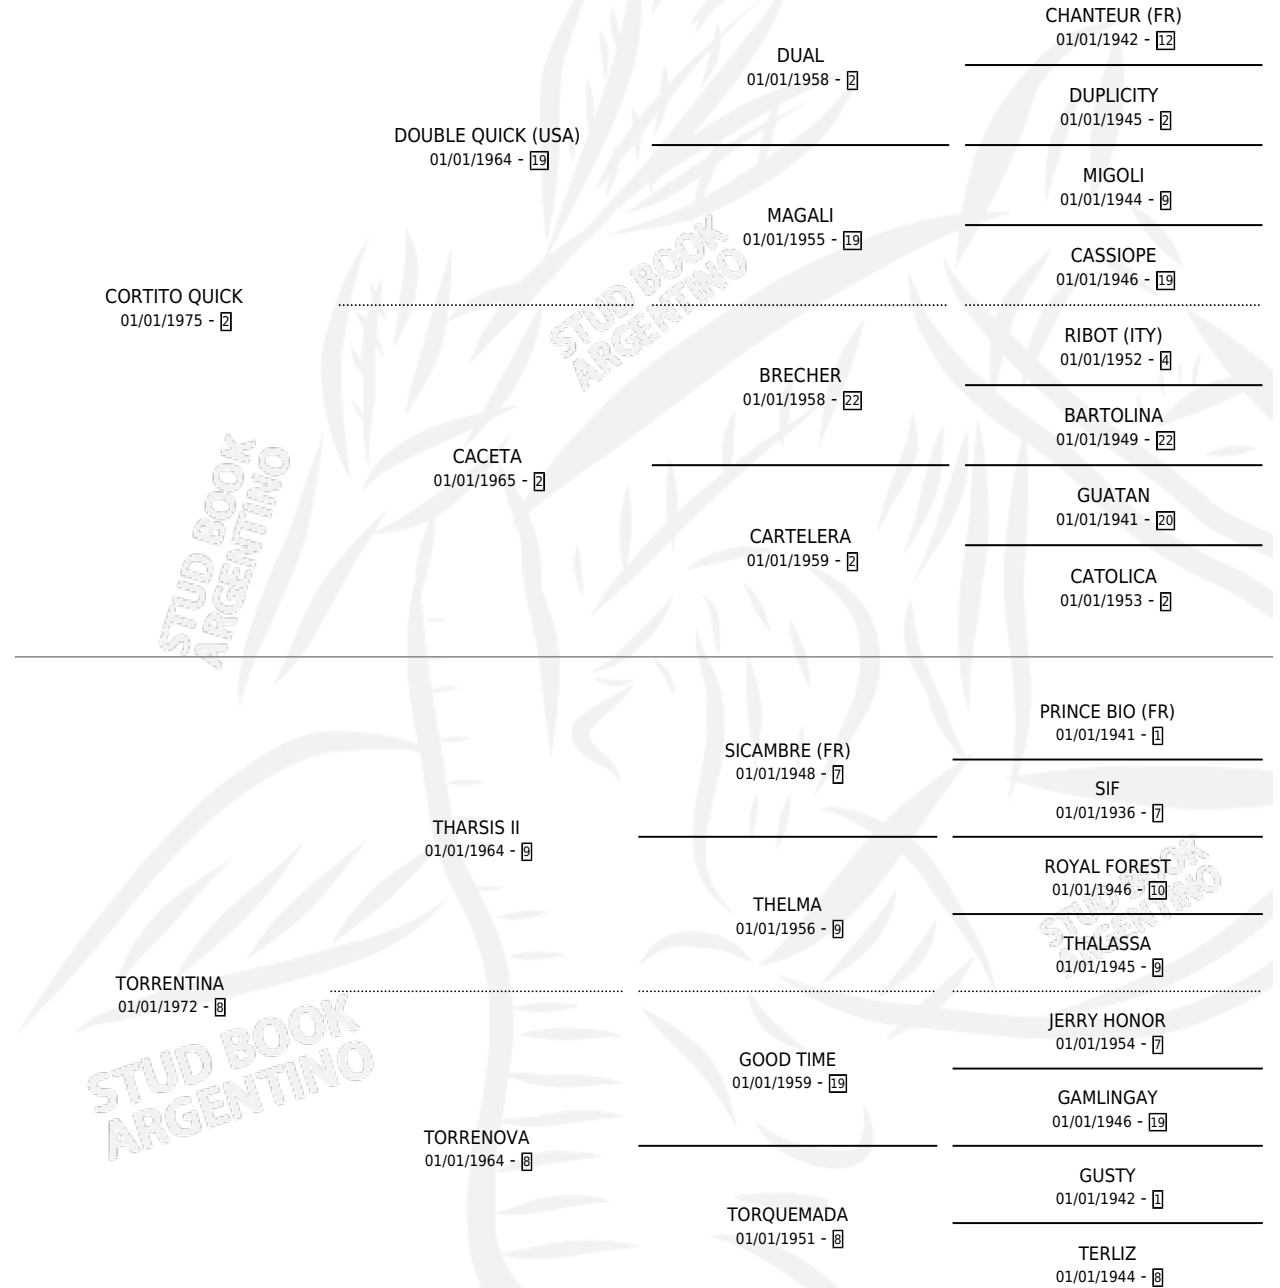 CHANTEUR (FR)
01/01/1942 - 12
DUAL
01/01/1958 - 2
DUPLICITY
01/01/1945 - 2
DOUBLE QUICK (USA)
01/01/1964 - 19
MIGOLI
01/01/1944 - 9
MAGALI
01/01/1955 - 19
CASSIOPE
01/01/1946 - 19
CORTITO QUICK
01/01/1975 - 2
RIBOT (ITY)
01/01/1952 - 4
BRECHER
01/01/1958 - 22
BARTOLINA
01/01/1949 - 22
CACETA
01/01/1965 - 2
GUATAN
01/01/1941 - 20
CARTELERA
01/01/1959 - 2
CATOLICA
01/01/1953 - 2
PRINCE BIO (FR)
01/01/1941 - 1
SICAMBRE (FR)
01/01/1948 - 7
SIF
01/01/1936 - 7
THARSIS II
01/01/1964 - 9
ROYAL FOREST
01/01/1946 - 10
THELMA
01/01/1956 - 9
THALASSA
01/01/1945 - 9
TORRENTINA
01/01/1972 - 8
JERRY HONOR
01/01/1954 - 7
GOOD TIME
01/01/1959 - 19
GAMLINGAY
01/01/1946 - 19
TORRENOVA
01/01/1964 - 8
GUSTY
01/01/1942 - 1
TORQUEMADA
01/01/1951 - 8
TERLIZ
01/01/1944 - 8
STUD BOOK
ARGENTINO
STUD BOOK
ARGENTINO
STUD BOOK
ARGENTINO
STUD BOOK
ARGENTINO